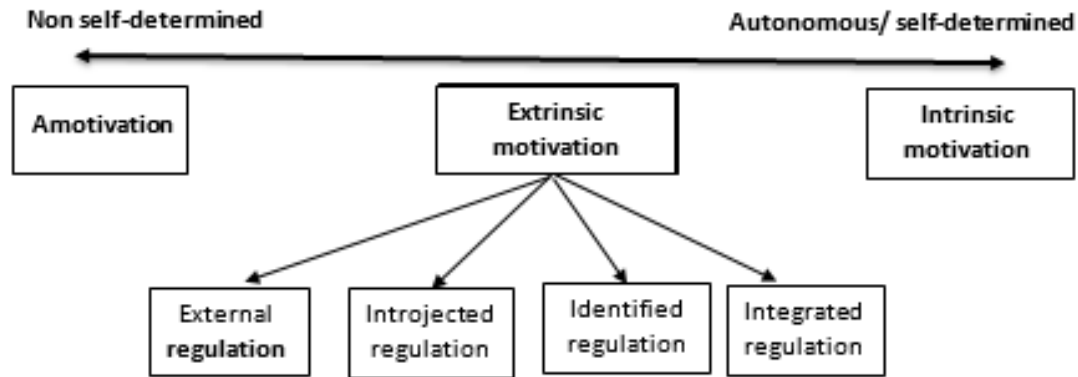 Non self-determined
Autonomous/ self-determined
Amotivation
Extrinsic
motivation
Intrinsic
motivation
External
regulation
Introjected
regulation
Identified
regulation
Integrated
regulation